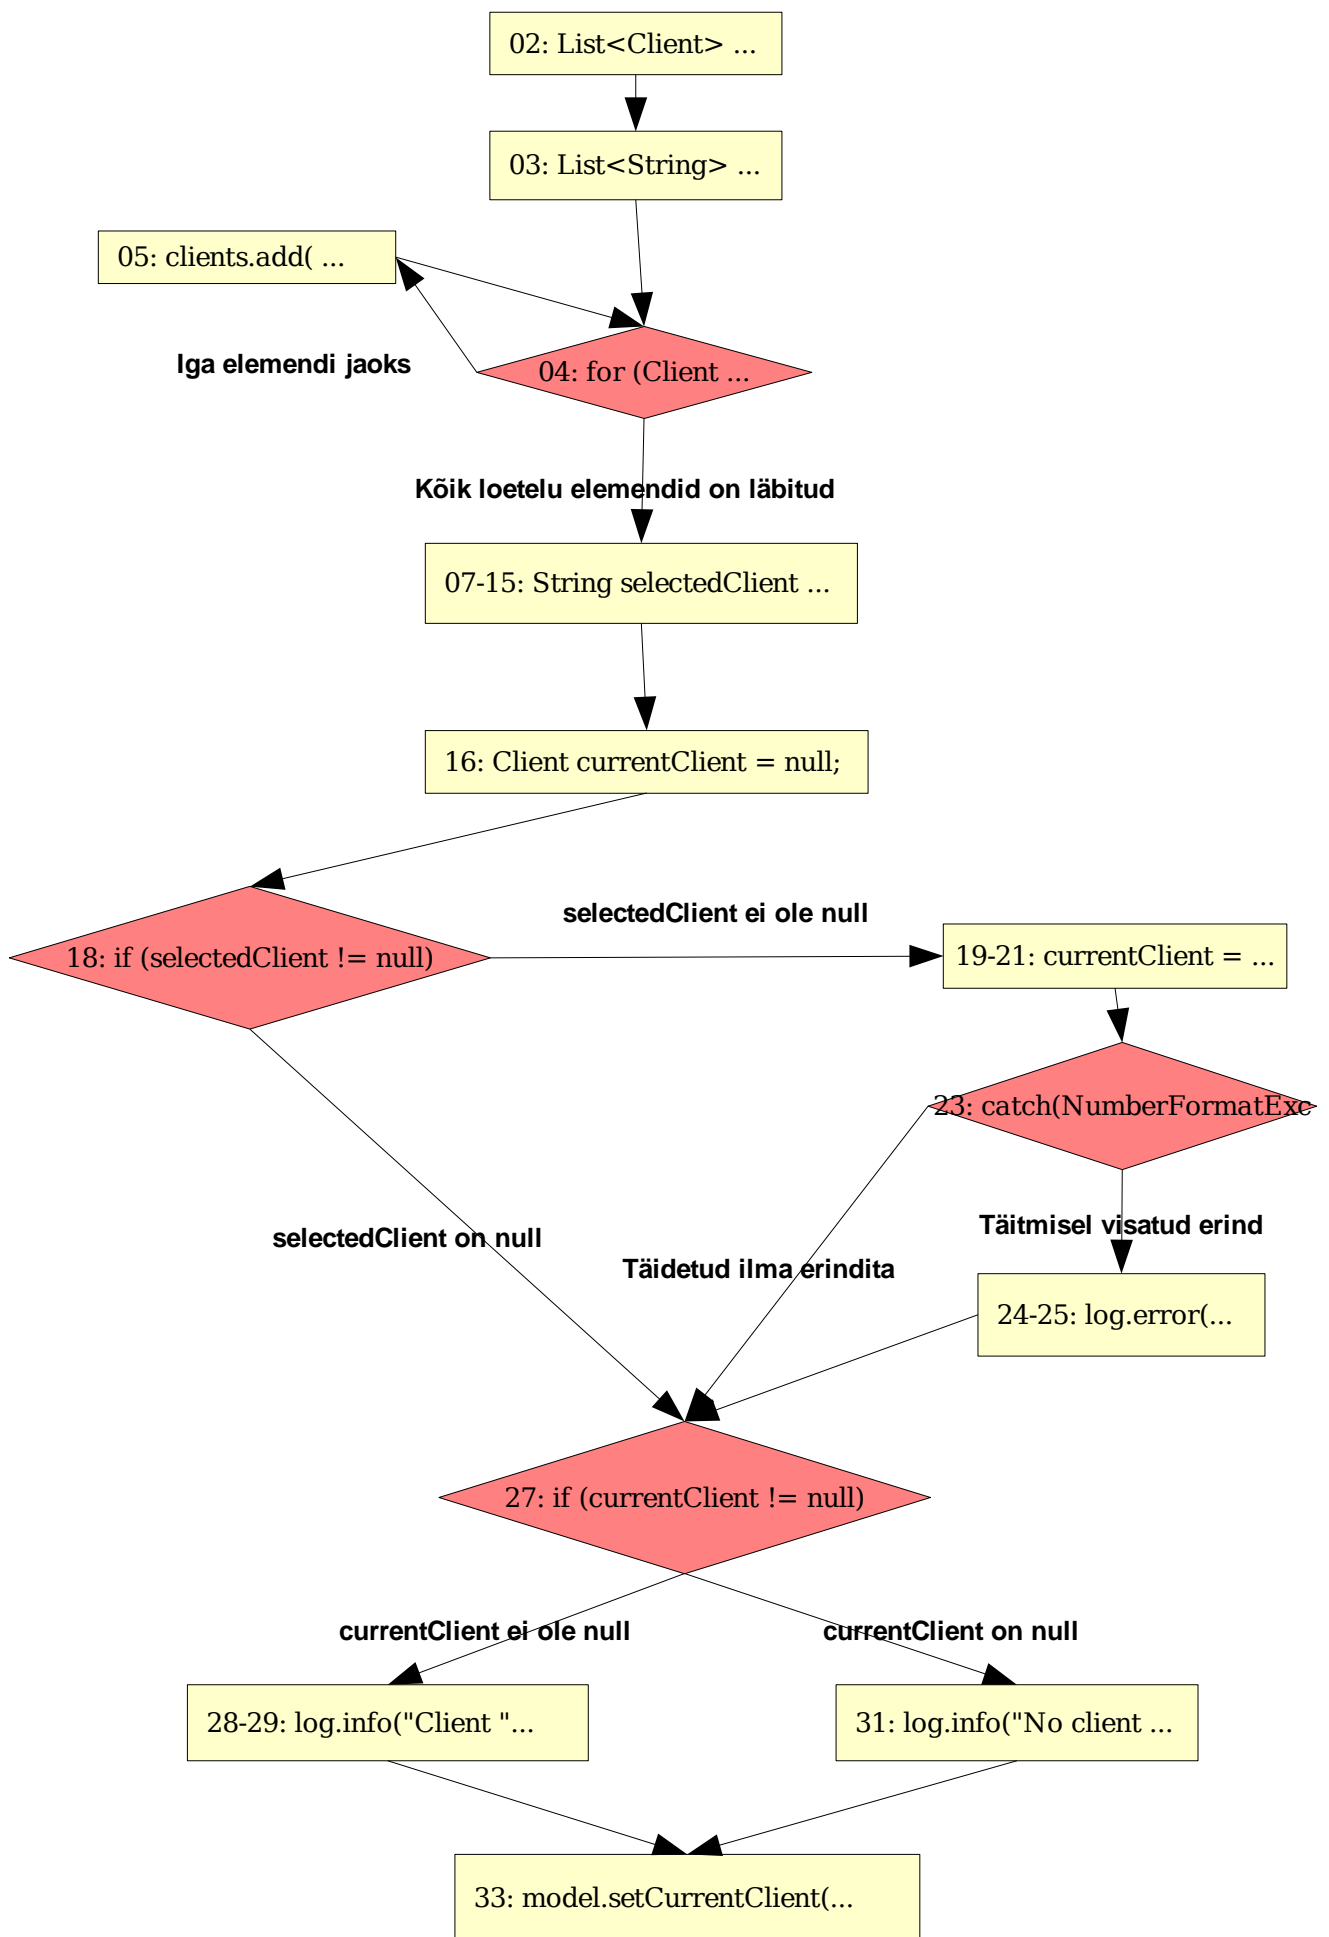 02: List<Client> ...
03: List<String> ...
05: clients.add( ...
Iga elemendi jaoks
04: for (Client ...
Kõik loetelu elemendid on läbitud
07-15: String selectedClient ...
16: Client currentClient = null;
selectedClient ei ole null
18: if (selectedClient != null)
19-21: currentClient = ...
23: catch(NumberFormatExc
selectedClient on null
Täitmisel visatud erind
Täidetud ilma erindita
24-25: log.error(...
27: if (currentClient != null)
currentClient ei ole null
currentClient on null
28-29: log.info("Client "...
31: log.info("No client ...
33: model.setCurrentClient(...